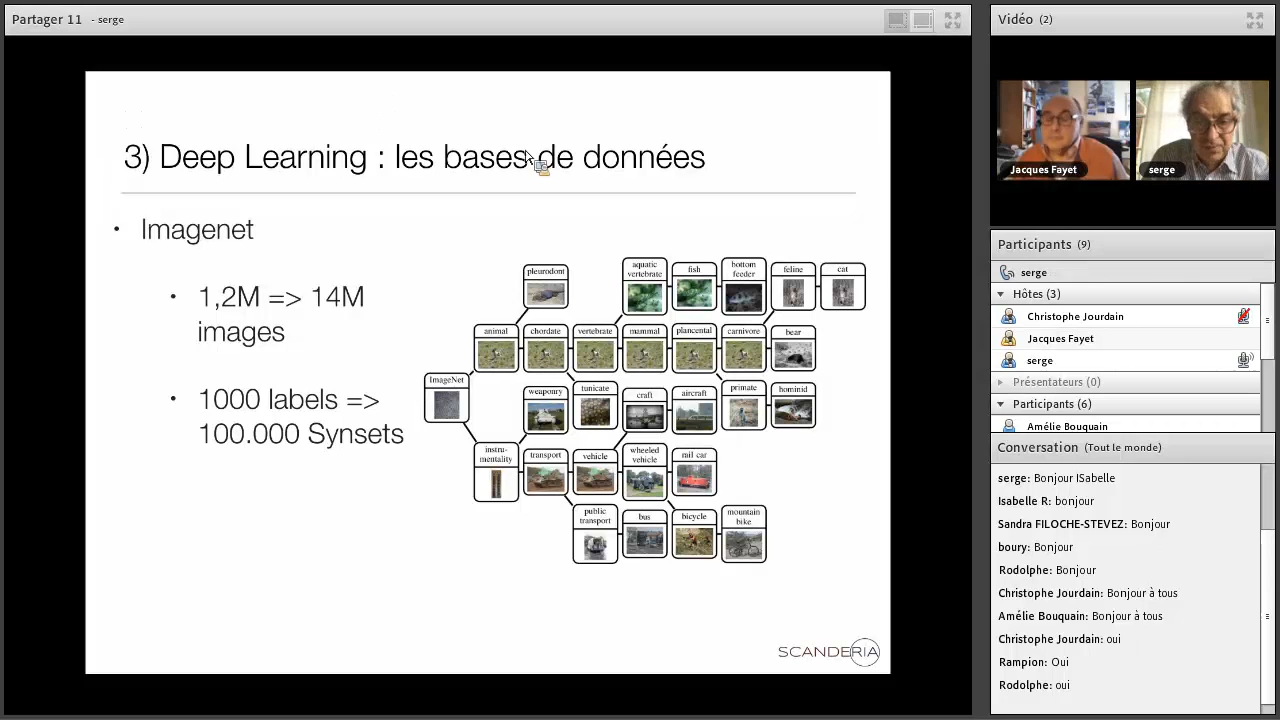 Partager 11 - serge
3) Deep Learning : les bases de données
• Imagenet
• 1,2M => 14M
images
• 1000 labels =>
100.000 Synsets
pleurodont
aquatic
vertebrate
fish
bottom
feeder
feline
cat
animal
chordate
vertebrate
mammal
plancental
carnivore
bear
ImageNet
weaponry
tunicate
craft
aircraft
primate
hominid
instru-
mentality
transport
vehicle
wheeled
vehicle
rail car
public
transport
bus
bicycle
mountain
bike
SCANDERIA
Vidéo (2)
Jacques Fayet
serge
Participants (9)
serge
Hôtes (3)
Christophe Jourdain
Jacques Fayet
serge
Présentateurs (0)
Participants (6)
Amélie Bouquain
Conversation (Tout le monde)
serge: Bonjour ISabelle
Isabelle R: bonjour
Sandra FILOCHE-STEVEZ: Bonjour
boury: Bonjour
Rodolphe: Bonjour
Christophe Jourdain: Bonjour à tous
Amélie Bouquain: Bonjour à tous
Christophe Jourdain: oui
Rampion: Oui
Rodolphe: oui